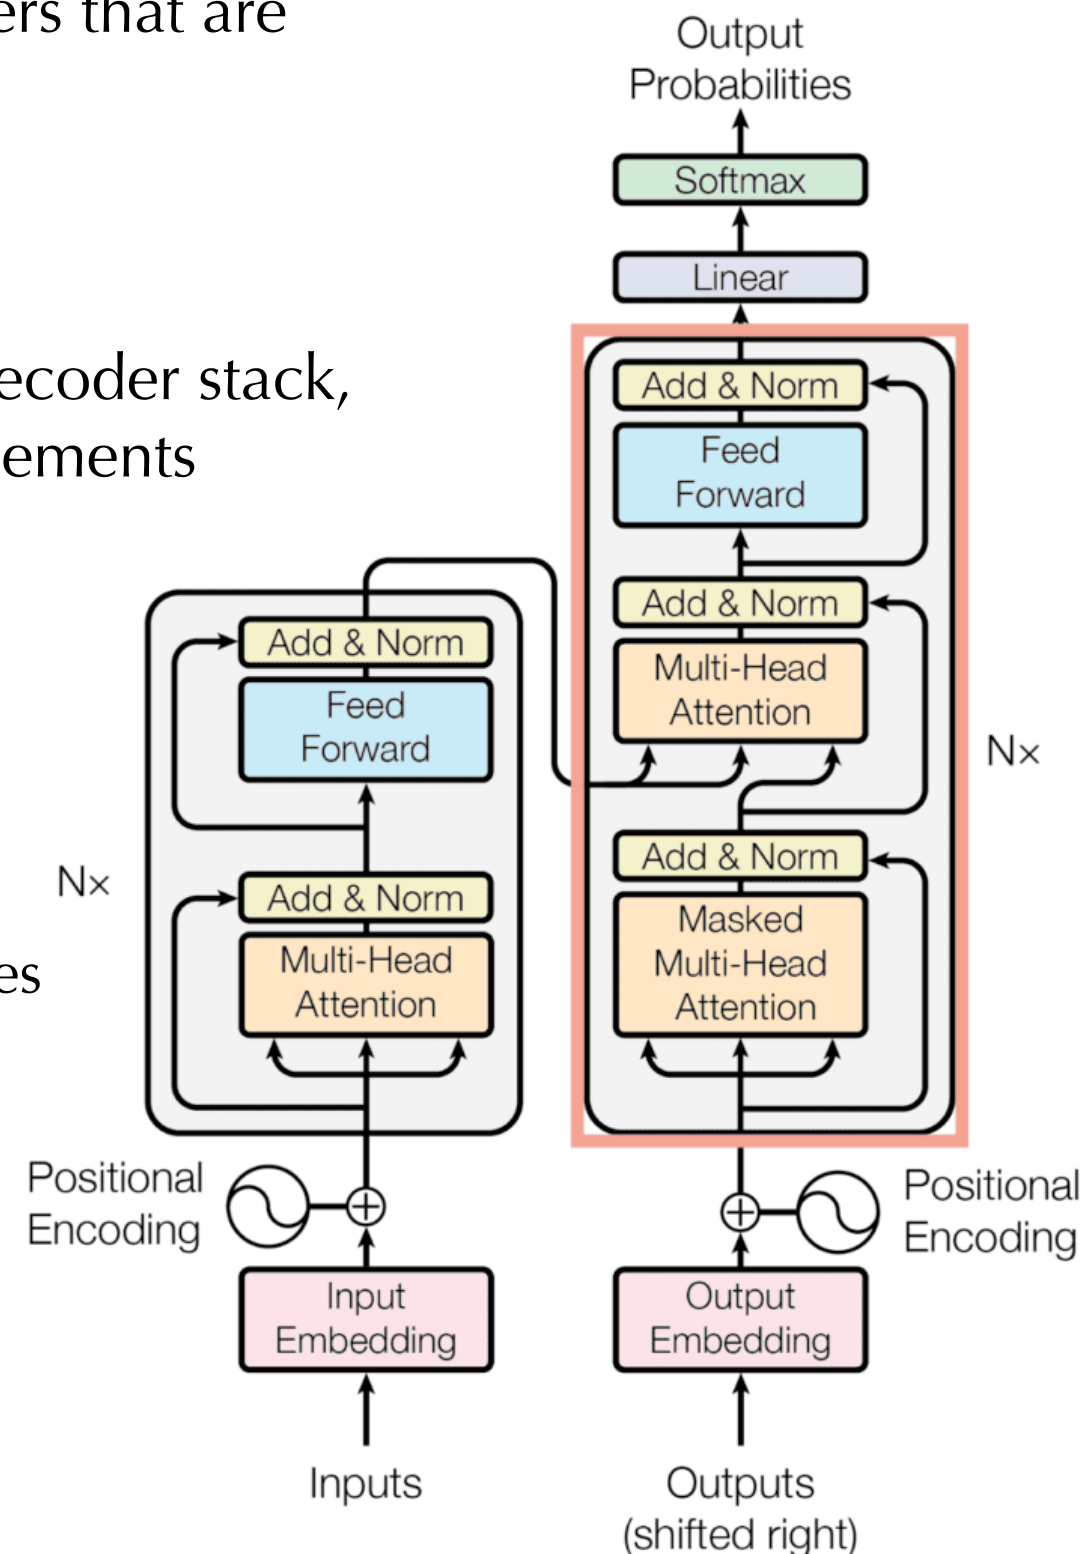 ers that are
ecoder stack,
ements
es
Output
Probabilities
Softmax
Linear
Add & Norm
Feed
Forward
Add & Norm
Multi-Head
Attention
Add & Norm
Masked
Multi-Head
Attention
N×
Add & Norm
Feed
Forward
Add & Norm
Multi-Head
Attention
N×
Positional
Encoding
Positional
Encoding
Input
Embedding
Output
Embedding
Inputs
Outputs
(shifted right)